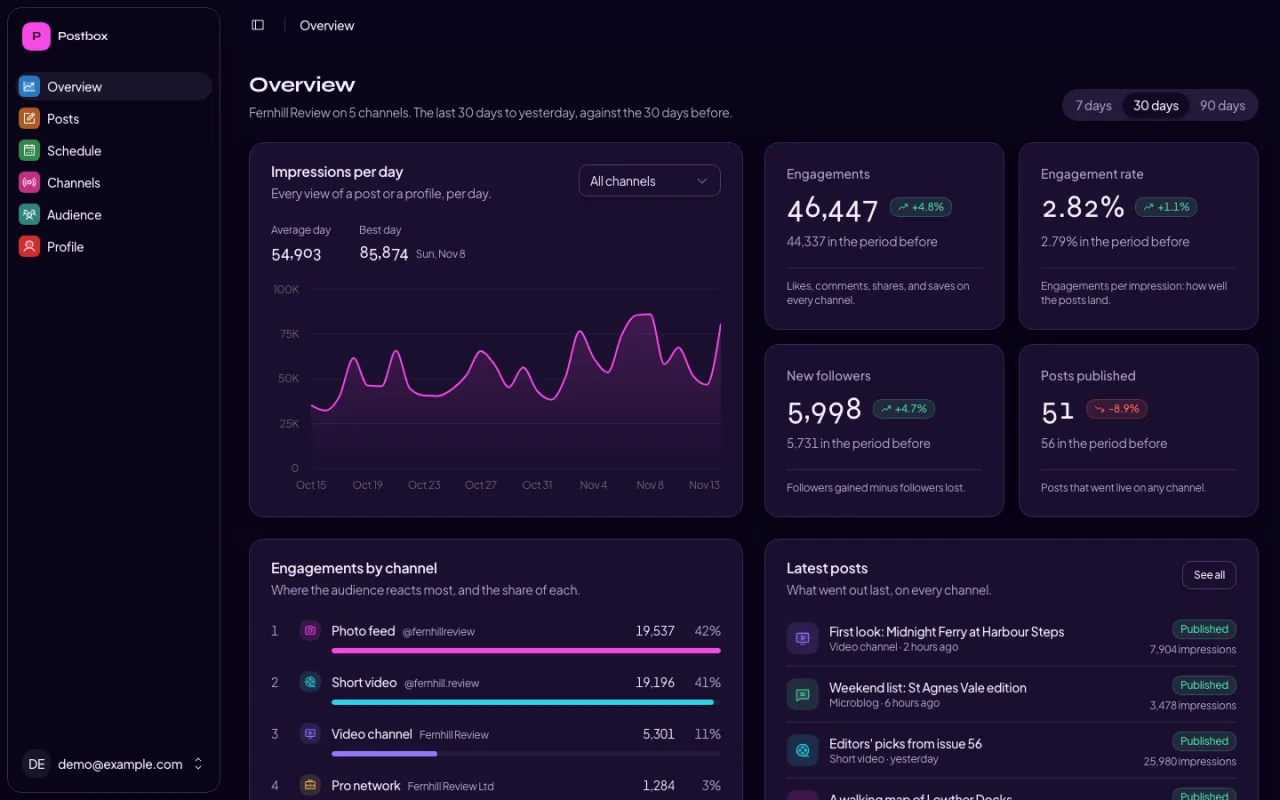 P Postbox
Overview
Posts
Schedule
Channels
Audience
Profile
DE demo@example.com
Overview
Overview
Fernhill Review on 5 channels. The last 30 days to yesterday, against the 30 days before.
7 days 30 days 90 days
Impressions per day
Every view of a post or a profile, per day.
All channels
Average day
54,903
Best day
85,874 Sun, Nov 8
100K
75K
50K
25K
0
Oct 15 Oct 19 Oct 23 Oct 27 Oct 31 Nov 4 Nov 8 Nov 13
Engagements
46,447 +4.8%
44,337 in the period before
Likes, comments, shares, and saves on
every channel.
Engagement rate
2.82% +1.1%
2.79% in the period before
Engagements per impression: how well
the posts land.
New followers
5,998 +4.7%
5,731 in the period before
Followers gained minus followers lost.
Posts published
51 -8.9%
56 in the period before
Posts that went live on any channel.
Engagements by channel
Where the audience reacts most, and the share of each.
1 Photo feed @fernhillreview 19,537 42%
2 Short video @fernhill.review 19,196 41%
3 Video channel Fernhill Review 5,301 11%
4 Pro network Fernhill Review Ltd 1,284 3%
Latest posts
What went out last, on every channel.
See all
First look: Midnight Ferry at Harbour Steps
Video channel · 2 hours ago
Published
7,904 impressions
Weekend list: St Agnes Vale edition
Microblog · 6 hours ago
Published
3,478 impressions
Editors' picks from issue 56
Short video · yesterday
Published
25,980 impressions
A walking map of Lowther Docks
Published